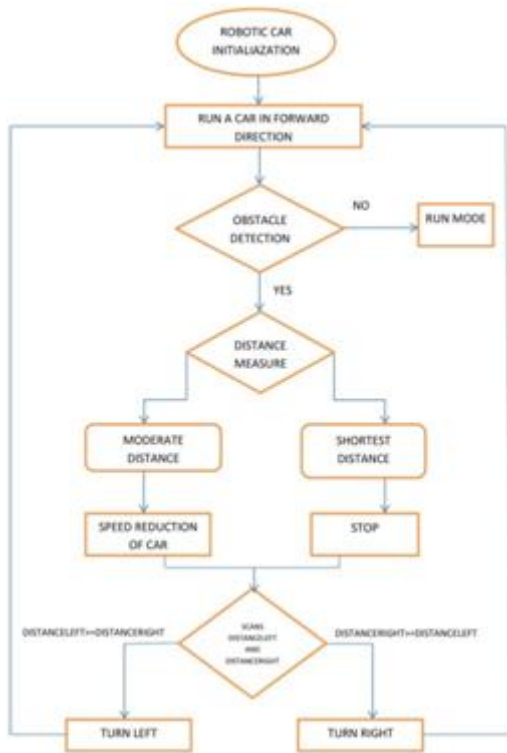 ROBOTIC CAR
INITIALIAZATION
RUN A CAR IN FORWARD
DIRECTION
OBSTACLE
DETECTION
NO
RUN MODE
YES
DISTANCE
MEASURE
MODERATE
DISTANCE
SHORTEST
DISTANCE
SPEED REDUCTION
OF CAR
STOP
SCANS
DISTANCELEFT
AND
DISTANCERIGHT
DISTANCELEFT>=DISTANCERIGHT
DISTANCERIGHT>=DISTANCELEFT
TURN LEFT
TURN RIGHT